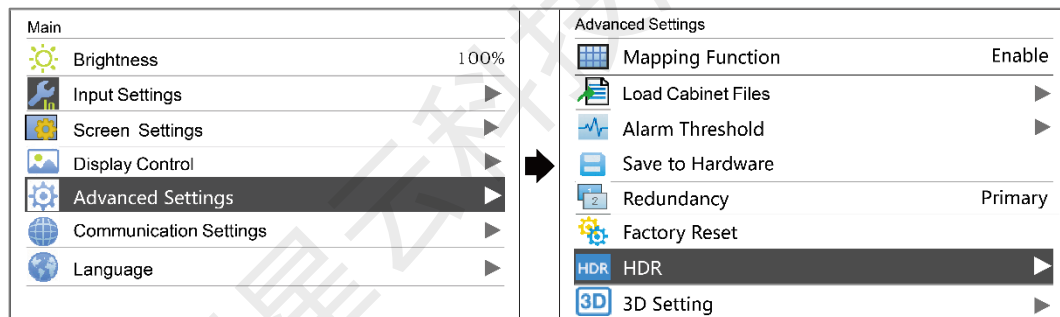 Main
Brightness 100%
Input Settings
Screen Settings
Display Control
Advanced Settings
Communication Settings
Language
Advanced Settings
Mapping Function Enable
Load Cabinet Files
Alarm Threshold
Save to Hardware
Redundancy Primary
Factory Reset
HDR HDR
3D 3D Setting